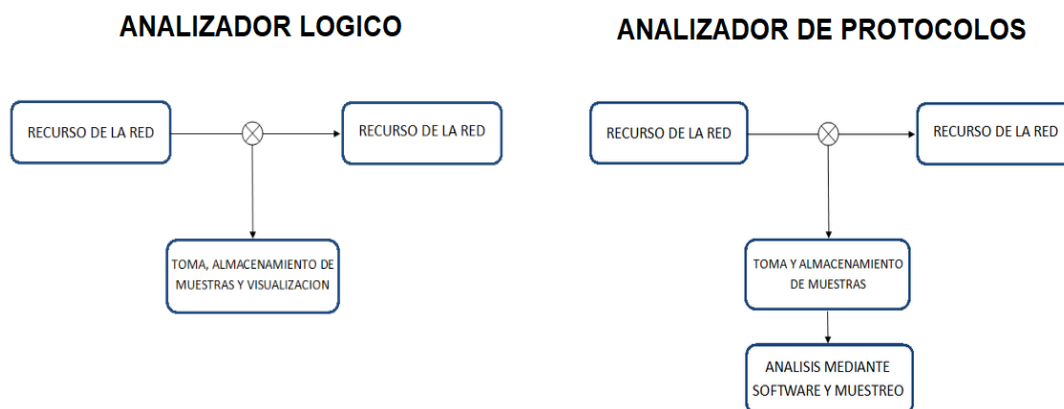 ANALIZADOR LOGICO
RECURSO DE LA RED
RECURSO DE LA RED
TOMA, ALMACENAMIENTO DE
MUESTRAS Y VISUALIZACION
ANALIZADOR DE PROTOCOLOS
RECURSO DE LA RED
RECURSO DE LA RED
TOMA Y ALMACENAMIENTO
DE MUESTRAS
ANALISIS MEDIANTE
SOFTWARE Y MUESTREO